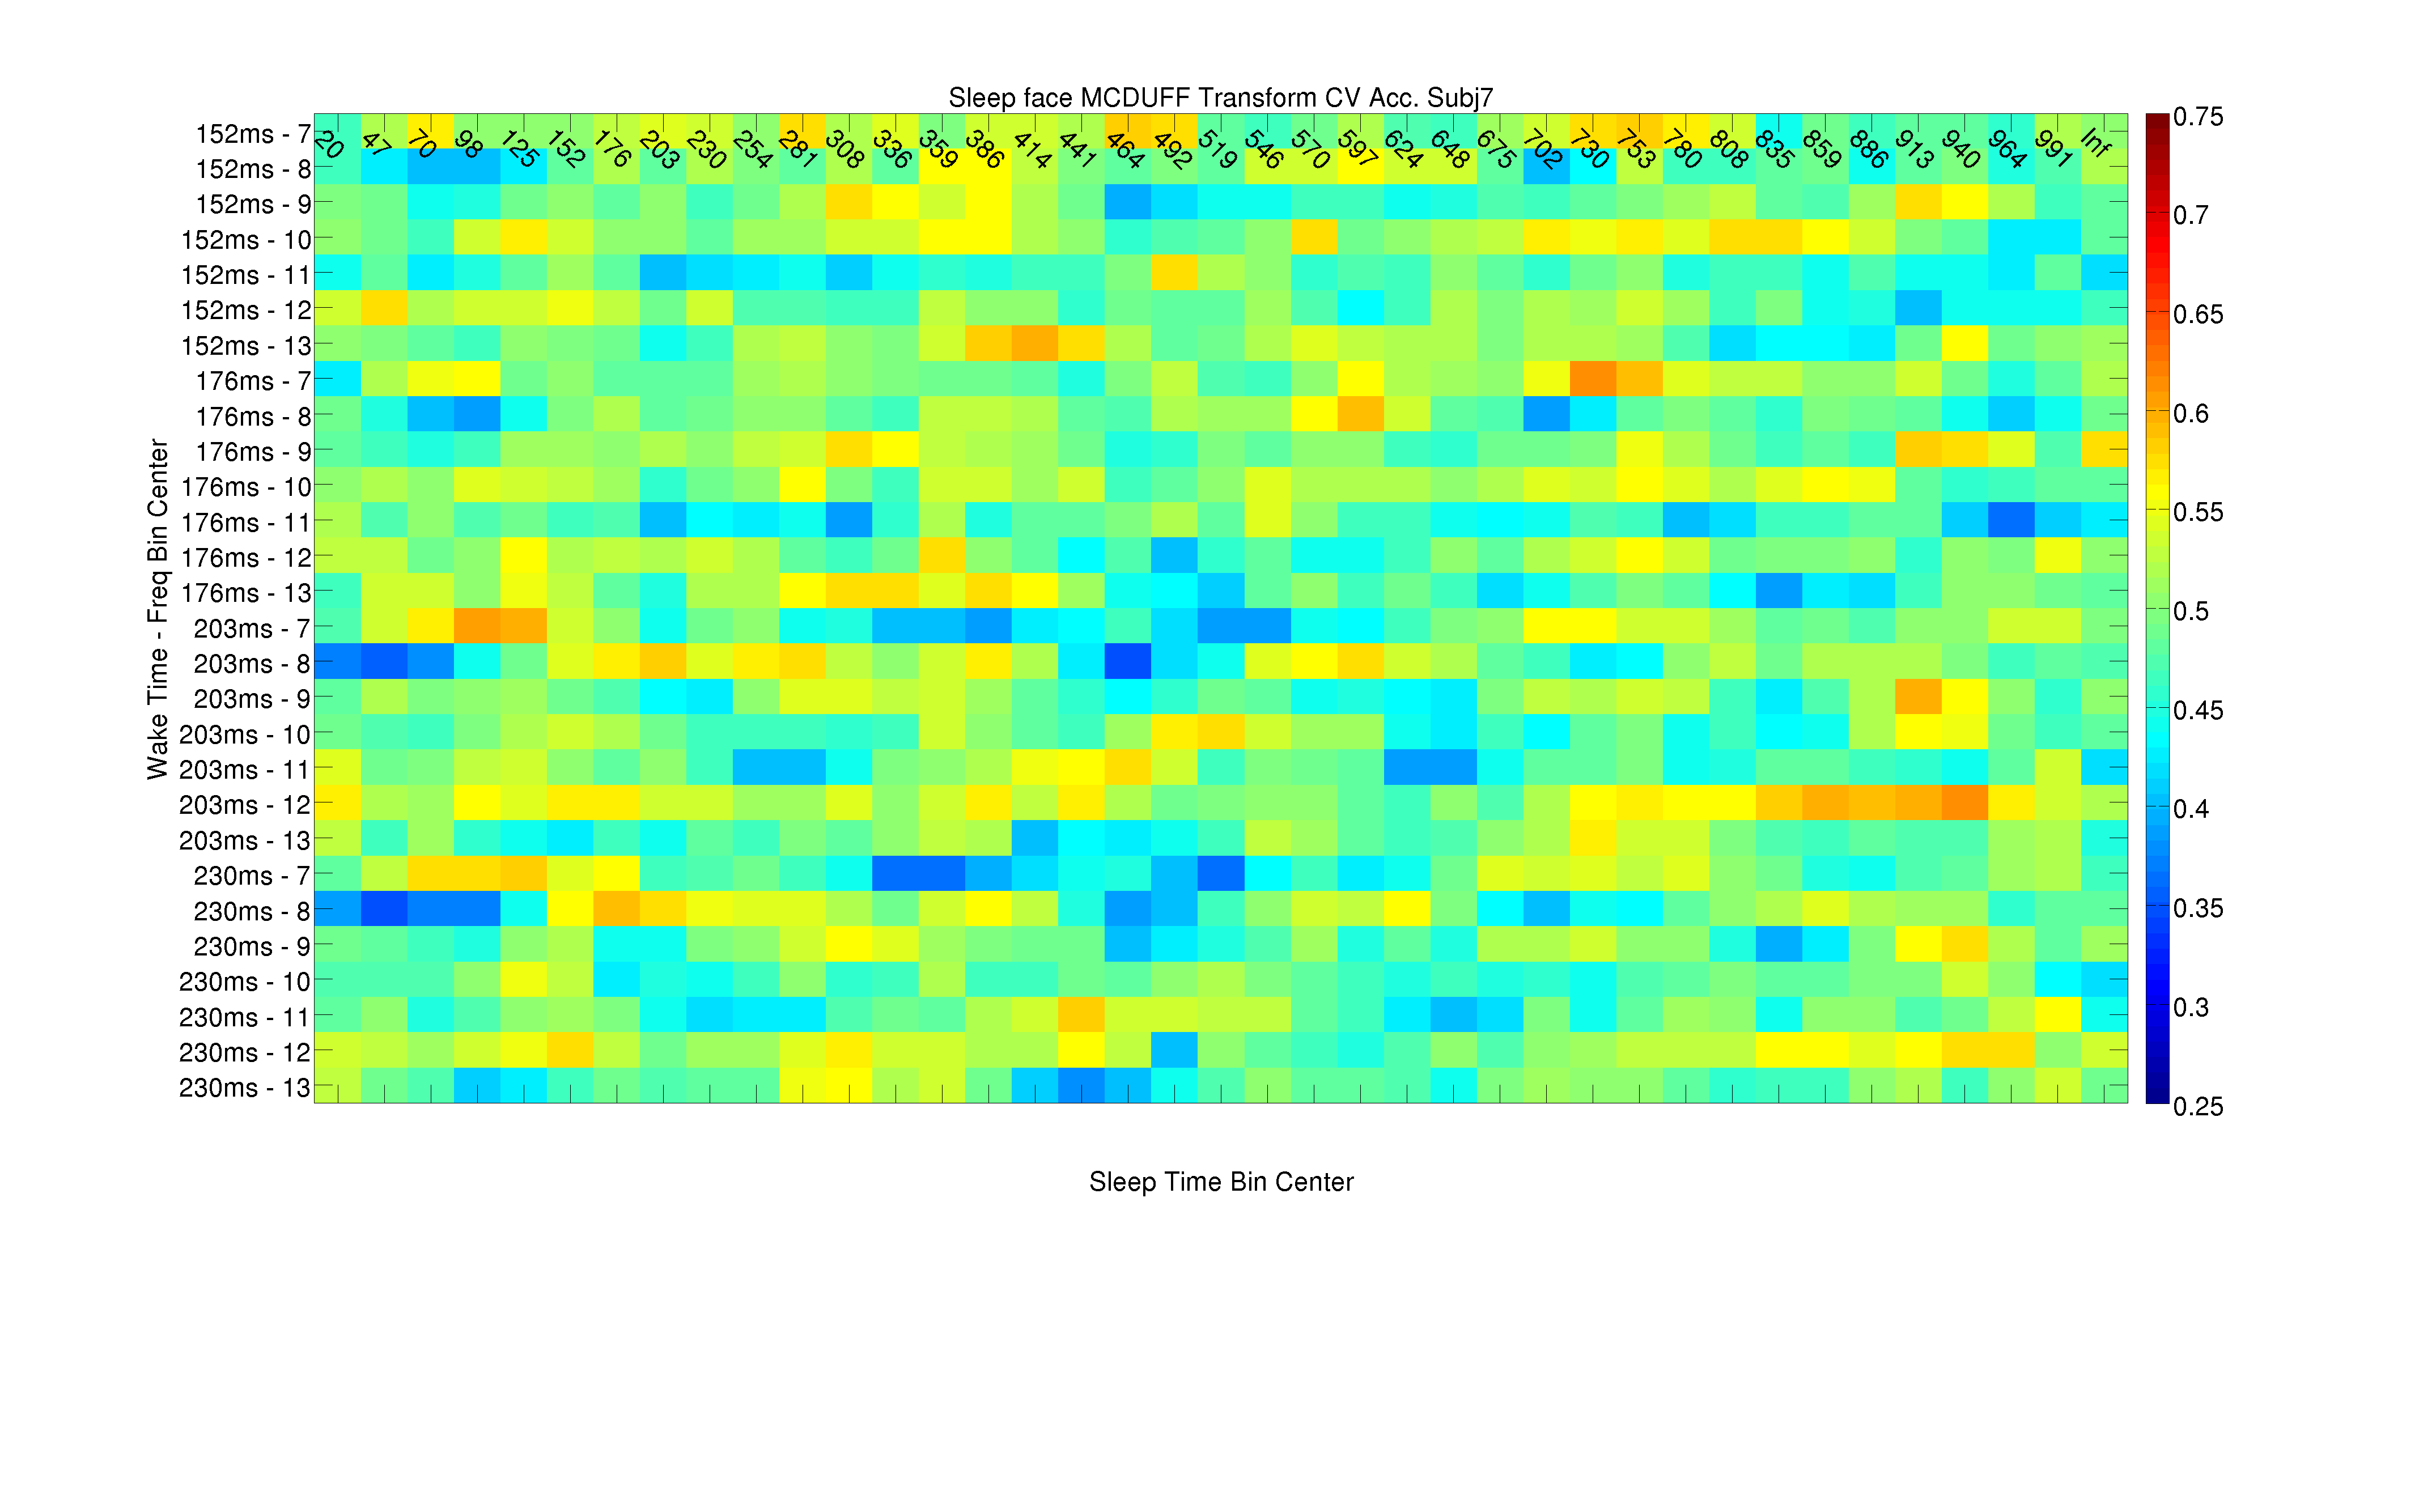 Sleep face MCDUFF Transform CV Acc. Subj7
20 47 70 98 125 152 176 203 230 254 281 308 336 359 386 414 441 464 492 519 546 570 597 624 648 675 702 730 753 780 808 835 859 886 913 940 964 991 Inf
Wake Time - Freq Bin Center
152ms - 7
152ms - 8
152ms - 9
152ms - 10
152ms - 11
152ms - 12
152ms - 13
176ms - 7
176ms - 8
176ms - 9
176ms - 10
176ms - 11
176ms - 12
176ms - 13
203ms - 7
203ms - 8
203ms - 9
203ms - 10
203ms - 11
203ms - 12
203ms - 13
230ms - 7
230ms - 8
230ms - 9
230ms - 10
230ms - 11
230ms - 12
230ms - 13
0.75
0.7
0.65
0.6
0.55
0.5
0.45
0.4
0.35
0.3
0.25
Sleep Time Bin Center